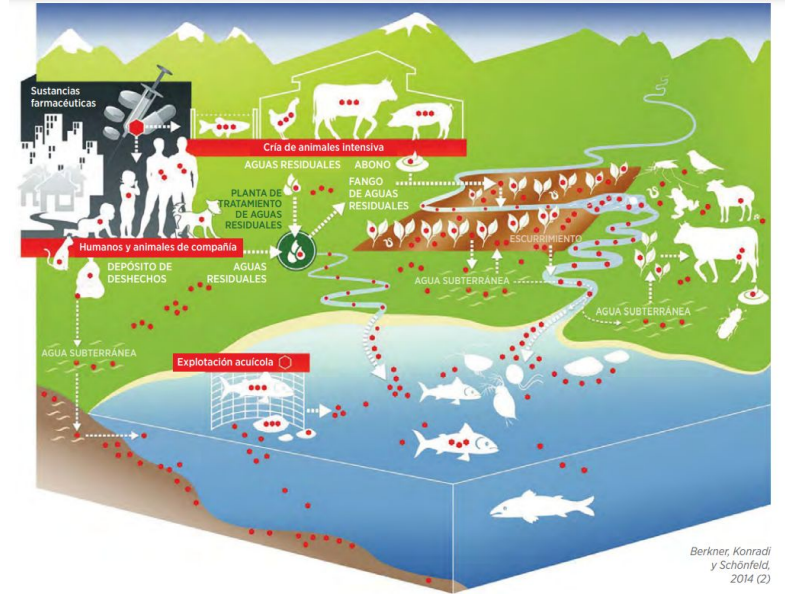 Sustancias
farmacéuticas
Cría de animales intensiva
AGUAS RESIDUALES
ABONO
FANGO
DE AGUAS
RESIDUALES
PLANTA DE
TRATAMIENTO
DE AGUAS
RESIDUALES
Humanos y animales de compañía
DEPÓSITO DE
DESHECHOS
AGUAS
RESIDUALES
ESCURRIMIENTO
AGUA SUBTERRÁNEA
AGUA SUBTERRÁNEA
AGUA SUBTERRÁNEA
Explotación acuícola
Berkner, Konradi
y Schönfeld,
2014 (2)